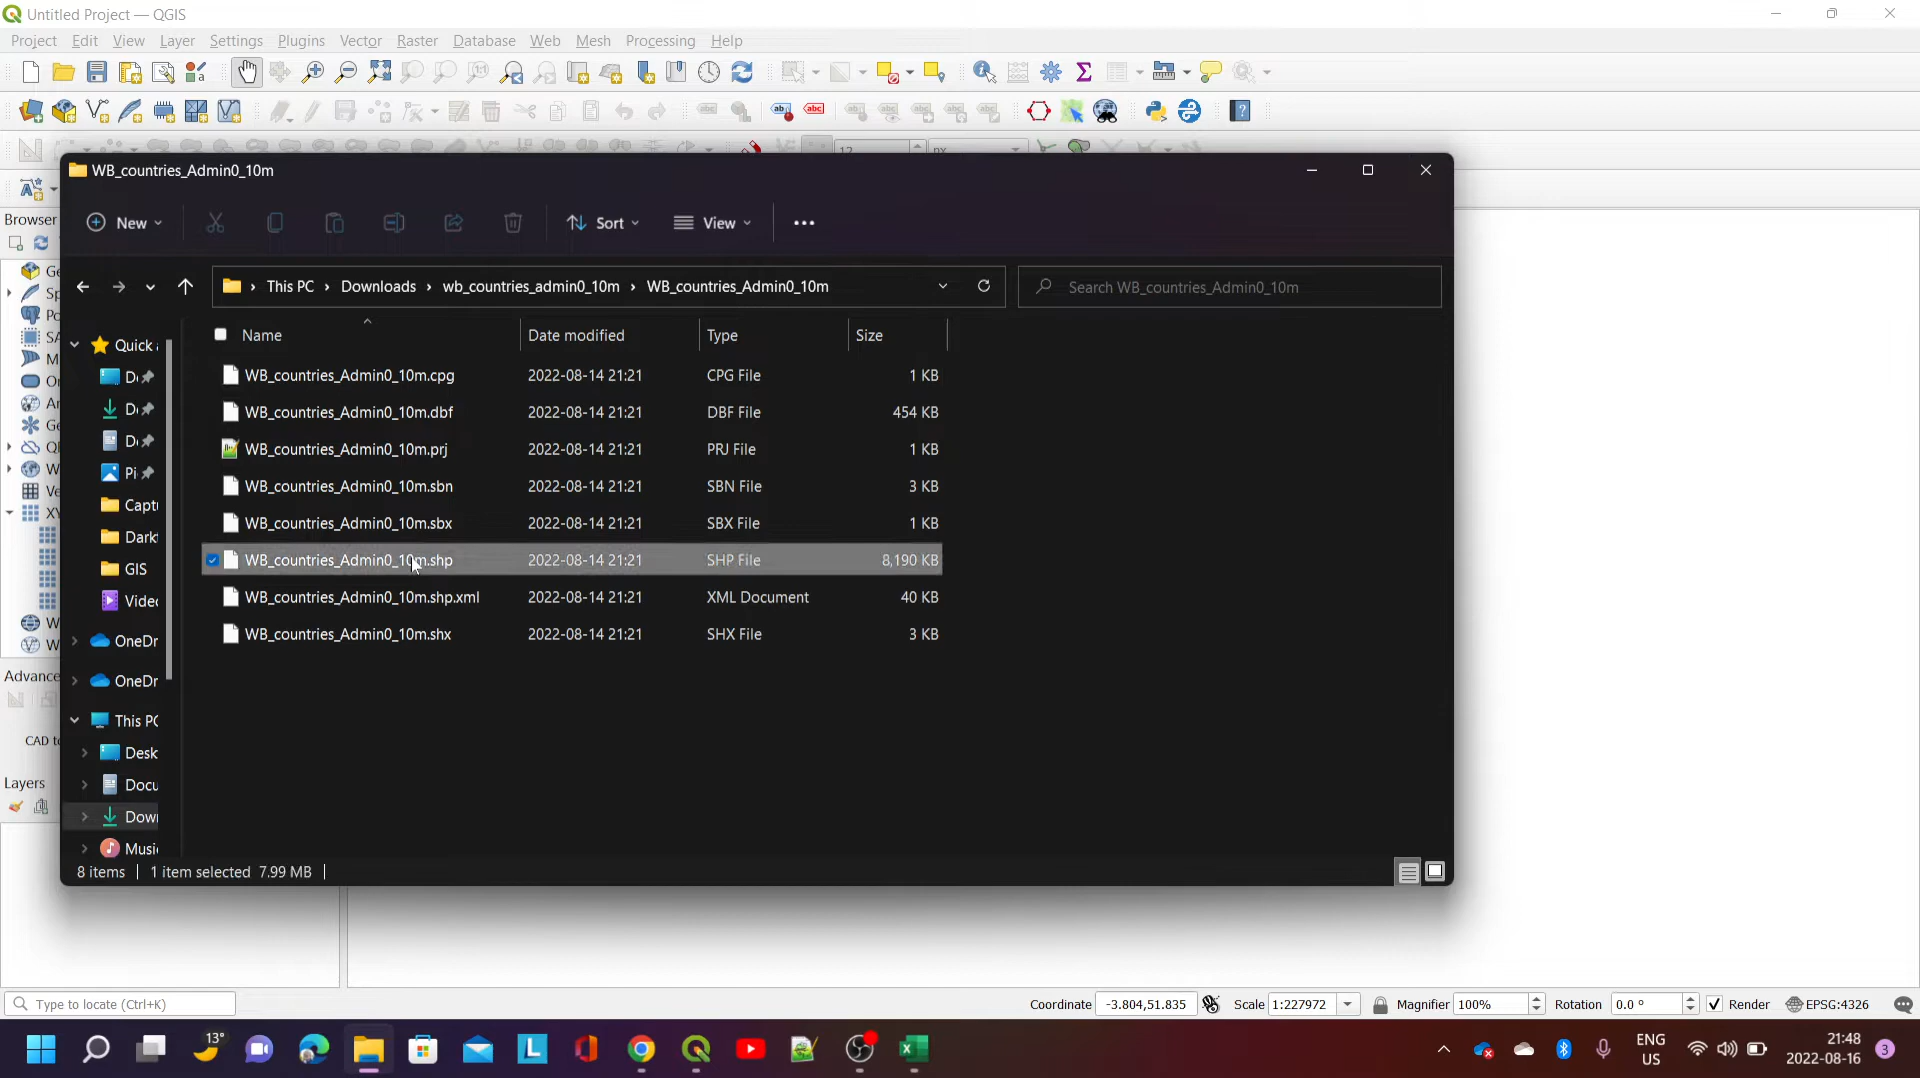 Untitled Project — QGIS
Project Edit View Layer Settings Plugins Vector Raster Database Web Mesh Processing Help
WB_countries_Admin0_10m
Browser
New Sort View
This PC › Downloads › wb_countries_admin0_10m › WB_countries_Admin0_10m
Search WB_countries_Admin0_10m
Name Date modified Type Size
WB_countries_Admin0_10m.cpg 2022-08-14 21:21 CPG File 1 KB
WB_countries_Admin0_10m.dbf 2022-08-14 21:21 DBF File 454 KB
WB_countries_Admin0_10m.prj 2022-08-14 21:21 PRJ File 1 KB
WB_countries_Admin0_10m.sbn 2022-08-14 21:21 SBN File 3 KB
WB_countries_Admin0_10m.sbx 2022-08-14 21:21 SBX File 1 KB
WB_countries_Admin0_10m.shp 2022-08-14 21:21 SHP File 8,190 KB
WB_countries_Admin0_10m.shp.xml 2022-08-14 21:21 XML Document 40 KB
WB_countries_Admin0_10m.shx 2022-08-14 21:21 SHX File 3 KB
Quick
GIS
Advance
CAD
Layers
This PC
Desk
Docu
8 items 1 item selected 7.99 MB
Type to locate (Ctrl+K)
Coordinate -3.804,51.835 Scale 1:227972 Magnifier 100% Rotation 0.0 ° Render EPSG:4326
13°
ENG
US
21:48
2022-08-16
3